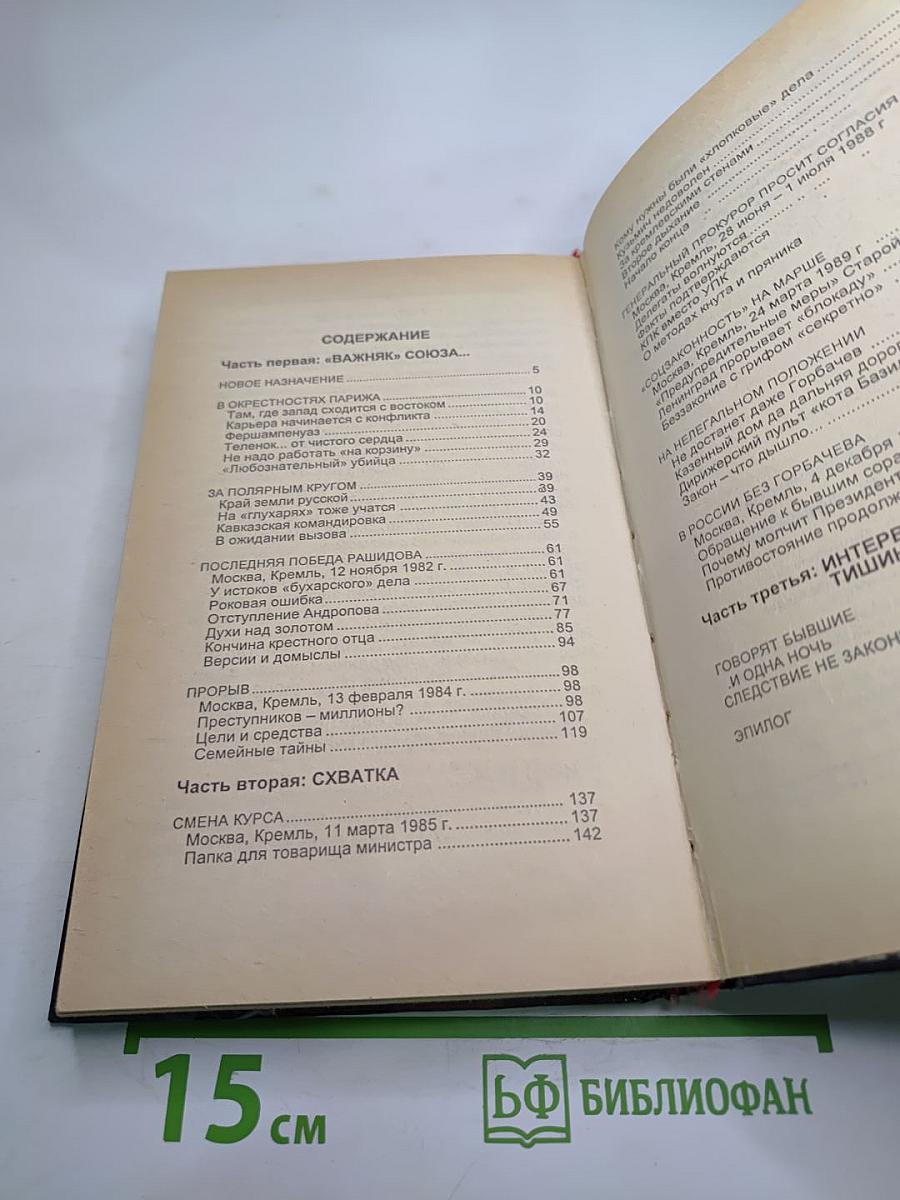 СОДЕРЖАНИЕ
Часть первая: «ВАЖНЯК» СОЮЗА...
НОВОЕ НАЗНАЧЕНИЕ 5
В ОКРЕСТНОСТЯХ ПАРИЖА 10
Там, где запад сходится с востоком 10
Карьера начинается с конфликта 14
Фершампенуаз 20
Теленок... от чистого сердца 24
Не надо работать «на корзину» 29
«Любознательный» убийца 32
ЗА ПОЛЯРНЫМ КРУГОМ 39
Край земли русской 39
На «глухарях» тоже учатся 43
Кавказская командировка 49
В ожидании вызова 55
ПОСЛЕДНЯЯ ПОБЕДА РАШИДОВА 61
Москва, Кремль, 12 ноября 1982 г. 61
У истоков «бухарского» дела 61
Роковая ошибка 67
Отступление Андропова 71
Духи над золотом 77
Кончина крестного отца 85
Версии и домыслы 94
ПРОРЫВ 98
Москва, Кремль, 13 февраля 1984 г. 98
Преступников – миллионы? 98
Цели и средства 107
Семейные тайны 119
Часть вторая: СХВАТКА
СМЕНА КУРСА 137
Москва, Кремль, 11 марта 1985 г. 137
Папка для товарища министра 142
Кому нужны были «хлопковые» дела
Кузьмич недоволен
За кремлевскими стенами
Второе дыхание
Начало конца
ГЕНЕРАЛЬНЫЙ ПРОКУРОР ПРОСИТ СОГЛАСИЯ
Москва, Кремль, 28 июня – 1 июля 1988 г
Делегаты волнуются
Факты подтверждаются
КПК вместо УПК
О методах кнута и пряника
«СОЦЗАКОННОСТЬ» НА МАРШЕ
Москва, Кремль, 24 марта 1989 г
«Предупредительные меры» Старой
Ленинград прорывает «блокаду»
Беззаконие с грифом «секретно»
НА НЕЛЕГАЛЬНОМ ПОЛОЖЕНИИ
Не достанет даже Горбачев
Казенный дом да дальняя
Дирижерский пульт «кота
Закон – что дышло...
В РОССИИ БЕЗ ГОРБАЧЕВА
Москва, Кремль, 4 декабря
Обращение к бывшим
Почему молчит
Противостояние
Часть третья:
ГОВОРЯТ БЫВШИЕ
И ОДНА НОЧЬ
СЛЕДСТВИЕ НЕ
ЭПИЛОГ
15 см
БФ БИБЛИОФАН